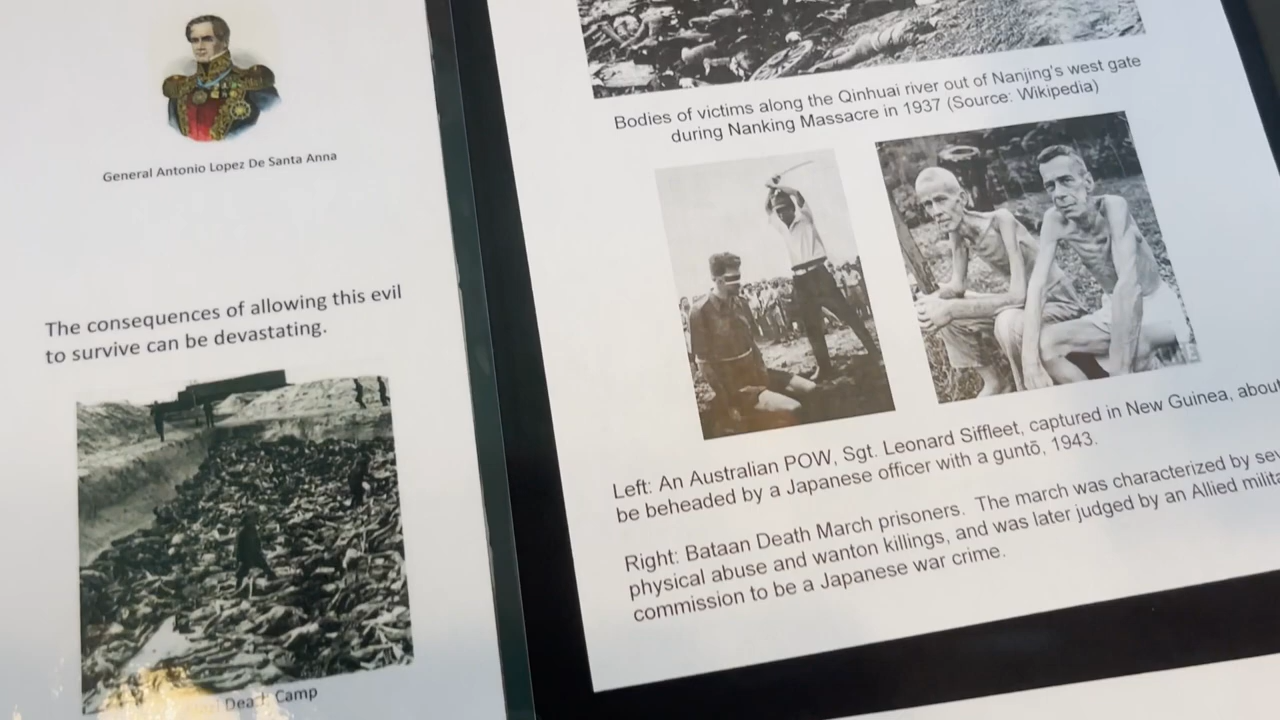 General Antonio Lopez De Santa Anna
The consequences of allowing this evil
to survive can be devastating.
Death Camp
Bodies of victims along the Qinhuai river out of Nanjing's west gate
during Nanking Massacre in 1937 (Source: Wikipedia)
Left: An Australian POW, Sgt. Leonard Siffleet, captured in New Guinea, about
be beheaded by a Japanese officer with a guntō, 1943.
Right: Bataan Death March prisoners. The march was characterized by sev
physical abuse and wanton killings, and was later judged by an Allied milita
commission to be a Japanese war crime.